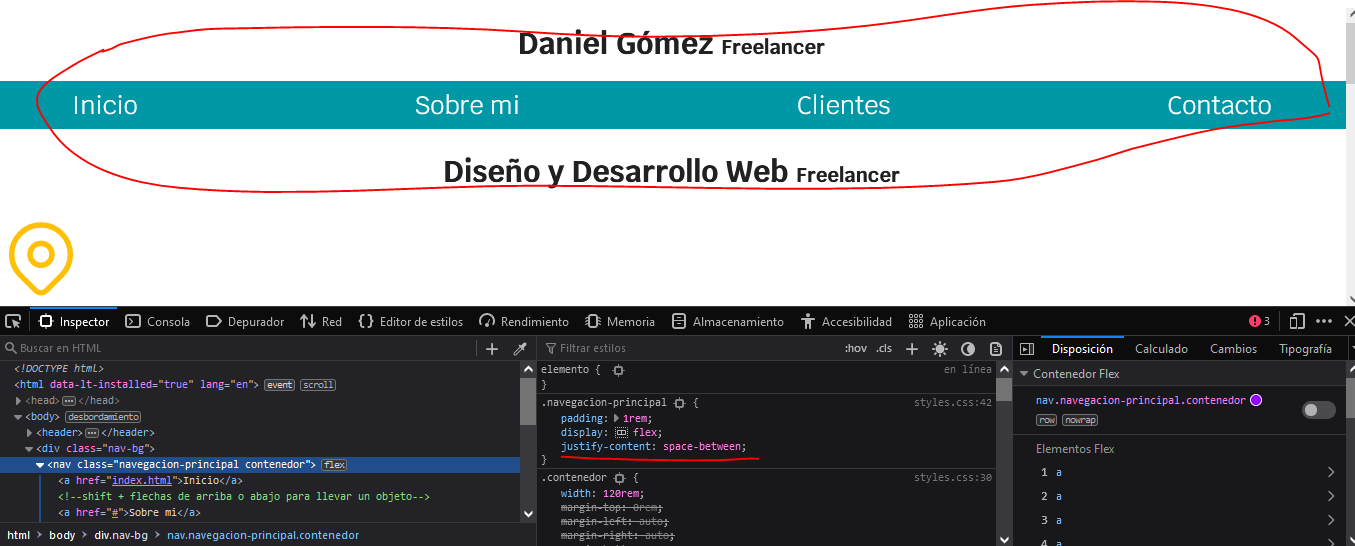 Daniel Gómez Freelancer
Inicio Sobre mi Clientes Contacto
Diseño y Desarrollo Web Freelancer
Inspector Consola Depurador Red Editor de estilos Rendimiento Memoria Almacenamiento Accesibilidad Aplicación 3
Buscar en HTML
<!DOCTYPE html>
<html data-lt-installed="true" lang="en"> event scroll
<head> </head>
<body> desbordamiento
<header> </header>
<div class="nav-bg">
<nav class="navegacion-principal contenedor"> flex
<a href="index.html">Inicio</a>
<!--shift + flechas de arriba o abajo para llevar un objeto-->
<a href="#">Sobre mi</a>
html > body > div.nav-bg > nav.navegacion-principal.contenedor
Filtrar estilos :hov .cls
elemento { en línea
}
.navegacion-principal { styles.css:42
padding: 1rem;
display: flex;
justify-content: space-between;
}
.contenedor { styles.css:30
width: 120rem;
margin-top: 0rem;
margin-left: auto;
margin-right: auto;
Disposición Calculado Cambios Tipografía
Contenedor Flex
nav.navegacion-principal.contenedor
row nowrap
Elementos Flex
1 a
2 a
3 a
4 a